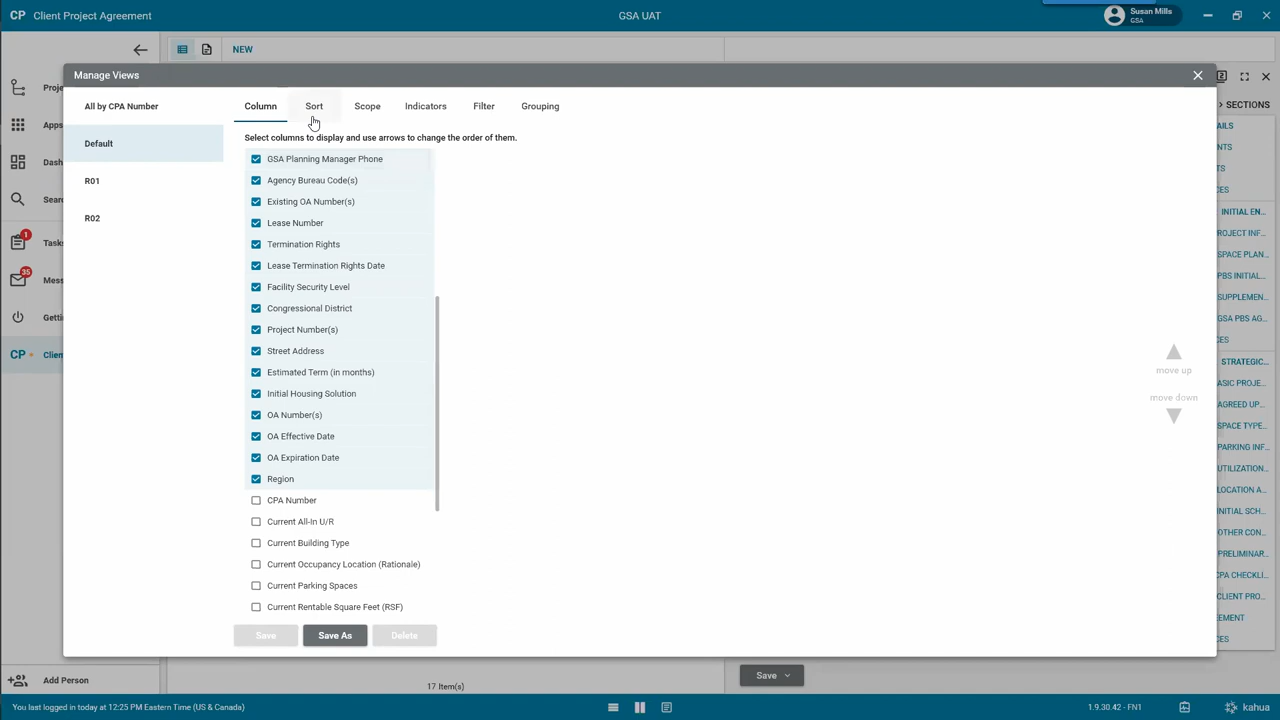 CP Client Project Agreement
GSA UAT
Susan Mills
GSA
NEW
Manage Views
Proje
Apps
Dash
Searc
Tasks
1
Mess
35
Getti
CP Client
Add Person
All by CPA Number
Default
R01
R02
Column Sort Scope Indicators Filter Grouping
Select columns to display and use arrows to change the order of them.
GSA Planning Manager Phone
Agency Bureau Code(s)
Existing OA Number(s)
Lease Number
Termination Rights
Lease Termination Rights Date
Facility Security Level
Congressional District
Project Number(s)
Street Address
Estimated Term (in months)
Initial Housing Solution
OA Number(s)
OA Effective Date
OA Expiration Date
Region
CPA Number
Current All-In U/R
Current Building Type
Current Occupancy Location (Rationale)
Current Parking Spaces
Current Rentable Square Feet (RSF)
move up
move down
Save Save As Delete
SECTIONS
AILS
NTS
TS
CES
INITIAL EN...
ROJECT INF...
SPACE PLAN...
PBS INITIAL...
SUPPLEMEN...
GSA PBS AG...
CES
STRATEGIC...
ASIC PROJE...
AGREED UP...
SPACE TYPE...
PARKING INF...
UTILIZATION...
LOCATION A...
INITIAL SCH...
OTHER CON...
PRELIMINAR...
CPA CHECKLI...
CLIENT PRO...
EEMENT
CES
17 Item(s)
Save
You last logged in today at 12:25 PM Eastern Time (US & Canada)
1.9.30.42 - FN1
kahua